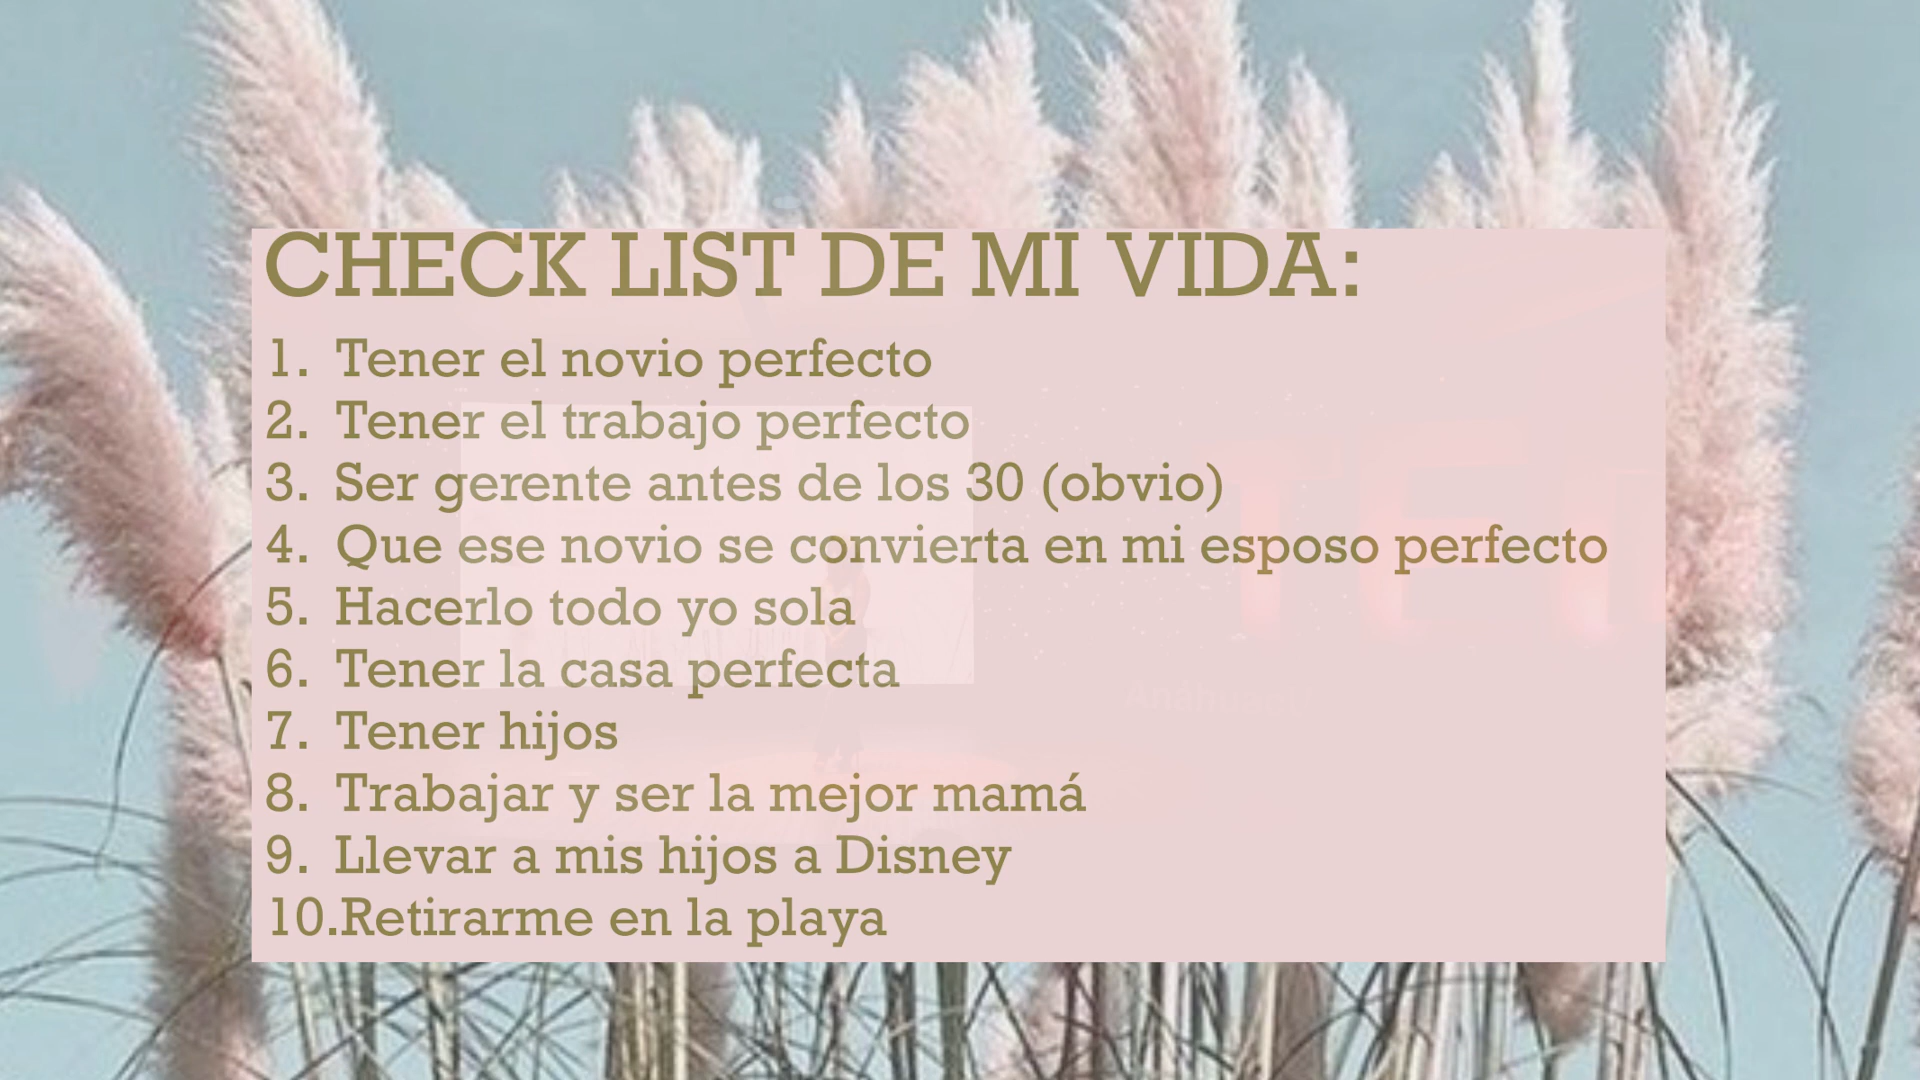 CHECK LIST DE MI VIDA:
1. Tener el novio perfecto
2. Tener el trabajo perfecto
3. Ser gerente antes de los 30 (obvio)
4. Que ese novio se convierta en mi esposo perfecto
5. Hacerlo todo yo sola
6. Tener la casa perfecta
7. Tener hijos
8. Trabajar y ser la mejor mamá
9. Llevar a mis hijos a Disney
10.Retirarme en la playa